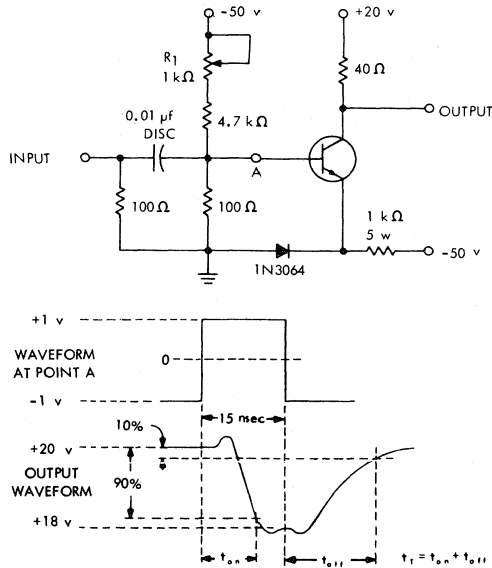 -50 v
+20 v
R1
1 kΩ
40 Ω
0.01 μf
DISC
4.7 kΩ
OUTPUT
INPUT
A
100 Ω
100 Ω
1 kΩ
5 w
1N3064
-50 v
+1 v
WAVEFORM
AT POINT A
0
-1 v
15 nsec
10%
+20 v
OUTPUT
WAVEFORM
90%
+18 v
ton
toff
tT = ton + toff